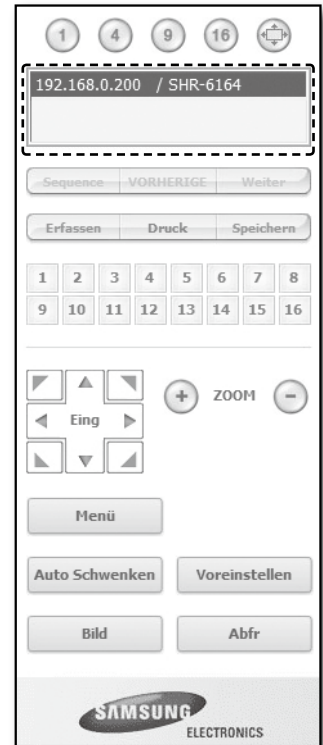 1 4 9 16
192.168.0.200 / SHR-6164
Sequence VORHERIGE Weiter
Erfassen Druck Speichern
1 2 3 4 5 6 7 8
9 10 11 12 13 14 15 16
Eing + ZOOM -
Menü
Auto Schwenken Voreinstellen
Bild Abfr
SAMSUNG
ELECTRONICS